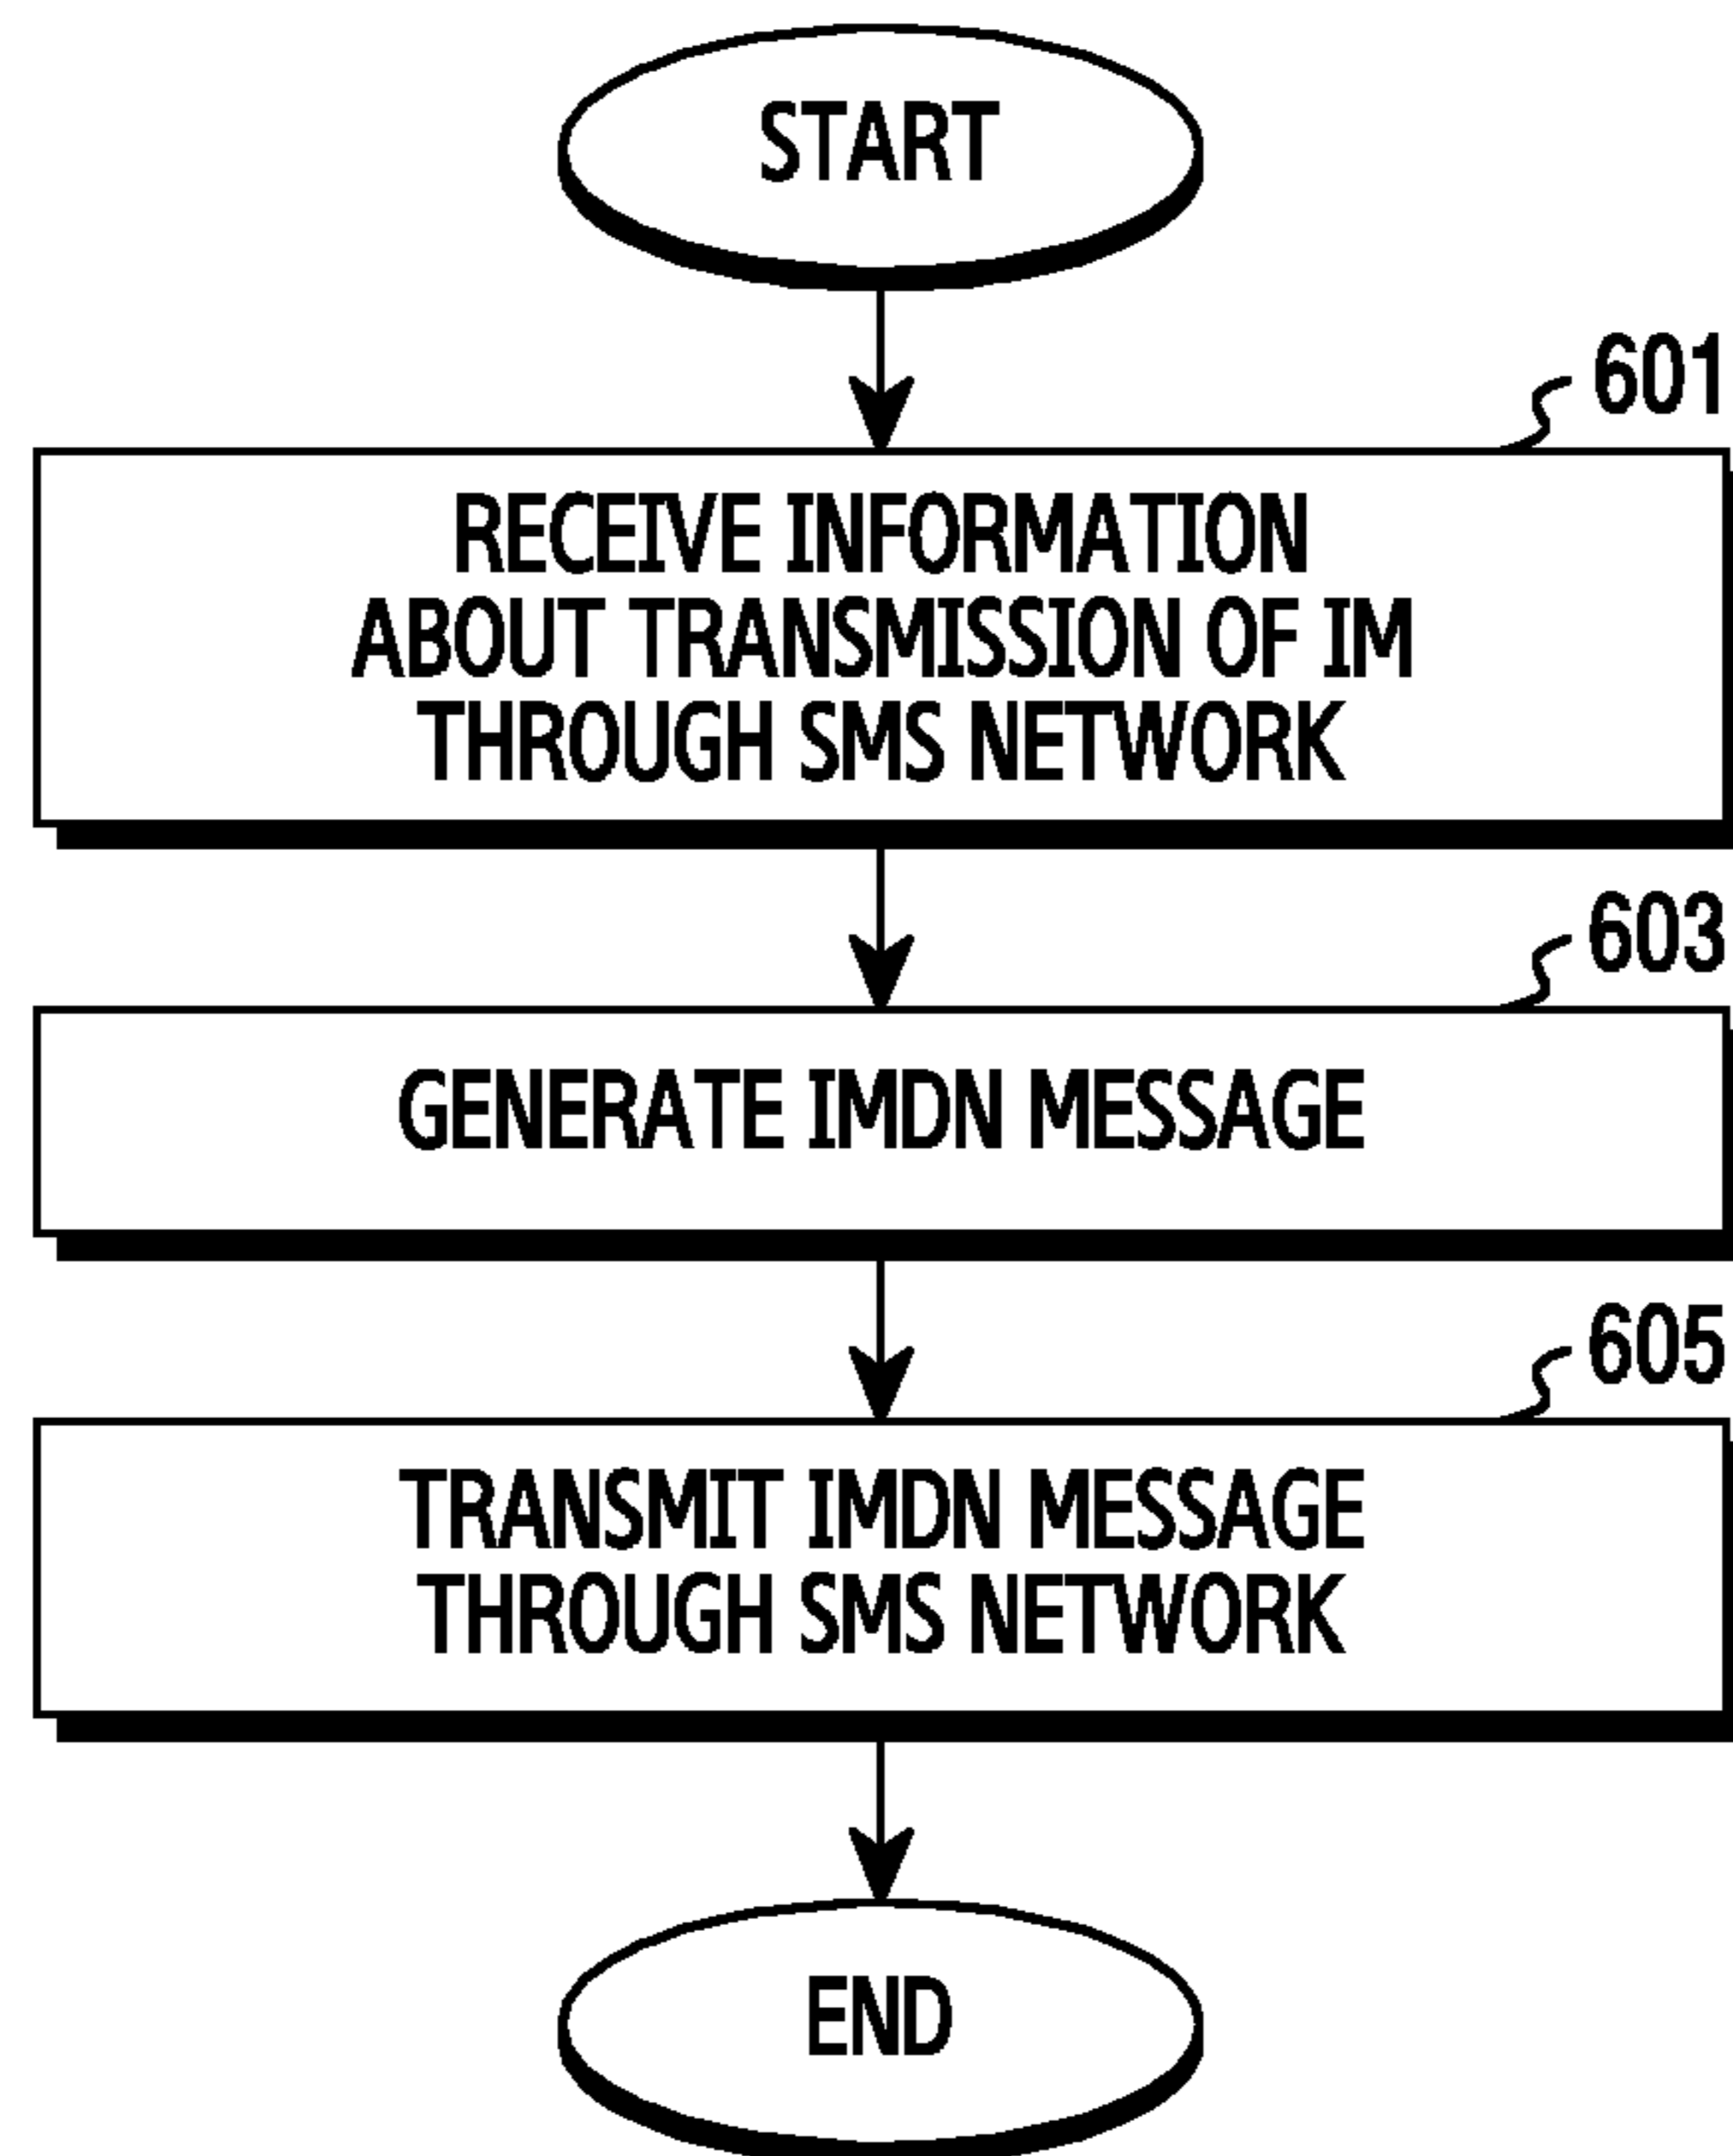 START
601
RECEIVE INFORMATION
ABOUT TRANSMISSION OF IM
THROUGH SMS NETWORK
603
GENERATE IMDN MESSAGE
605
TRANSMIT IMDN MESSAGE
THROUGH SMS NETWORK
END